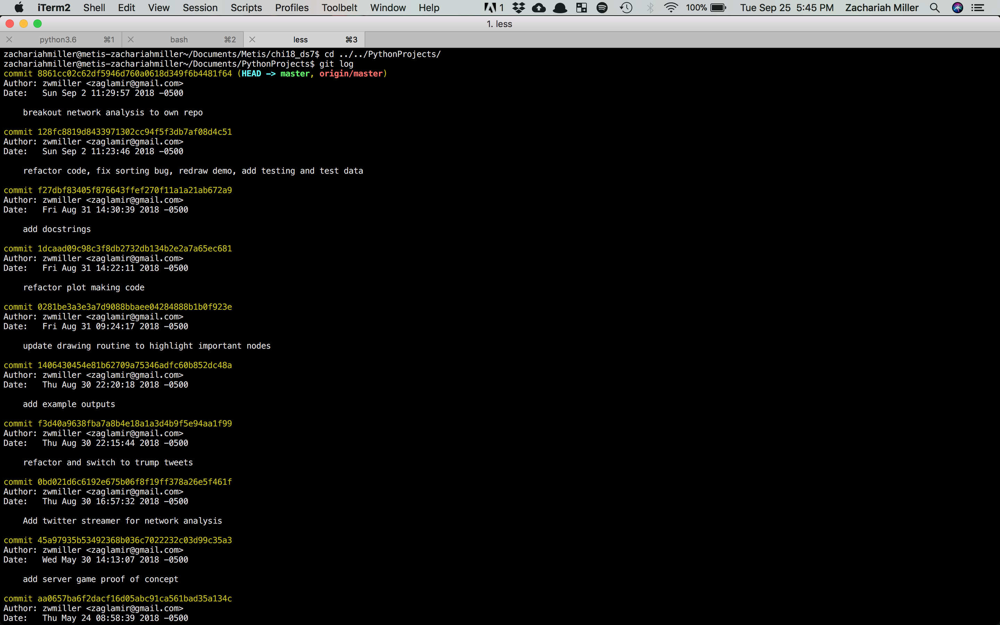 iTerm2 Shell Edit View Session Scripts Profiles Toolbelt Window Help 1 100% Tue Sep 25 5:45 PM Zachariah Miller
1. less
python3.6 ⌘1 bash ⌘2 less ⌘3
zachariahmiller@metis-zachariahmiller~/Documents/Metis/chi18_ds7$ cd ../../PythonProjects/
zachariahmiller@metis-zachariahmiller~/Documents/PythonProjects$ git log
commit 8861cc02c62df5946d760a0618d349f6b4481f64 (HEAD -> master, origin/master)
Author: zwmiller <zaglamir@gmail.com>
Date:   Sun Sep 2 11:29:57 2018 -0500

    breakout network analysis to own repo

commit 128fc8819d8433971302cc94f5f3db7af08d4c51
Author: zwmiller <zaglamir@gmail.com>
Date:   Sun Sep 2 11:23:46 2018 -0500

    refactor code, fix sorting bug, redraw demo, add testing and test data

commit f27dbf83405f876643ffef270f11a1a21ab672a9
Author: zwmiller <zaglamir@gmail.com>
Date:   Fri Aug 31 14:30:39 2018 -0500

    add docstrings

commit 1dcaad09c98c3f8db2732db134b2e2a7a65ec681
Author: zwmiller <zaglamir@gmail.com>
Date:   Fri Aug 31 14:22:11 2018 -0500

    refactor plot making code

commit 0281be3a3e3a7d9088bbaee04284888b1b0f923e
Author: zwmiller <zaglamir@gmail.com>
Date:   Fri Aug 31 09:24:17 2018 -0500

    update drawing routine to highlight important nodes

commit 1406430454e81b62709a75346adfc60b852dc48a
Author: zwmiller <zaglamir@gmail.com>
Date:   Thu Aug 30 22:20:18 2018 -0500

    add example outputs

commit f3d40a9638fba7a8b4e18a1a3d4b9f5e94aa1f99
Author: zwmiller <zaglamir@gmail.com>
Date:   Thu Aug 30 22:15:44 2018 -0500

    refactor and switch to trump tweets

commit 0bd021d6c6192e675b06f8f19ff378a26e5f461f
Author: zwmiller <zaglamir@gmail.com>
Date:   Thu Aug 30 16:57:32 2018 -0500

    Add twitter streamer for network analysis

commit 45a97935b53492368b036c7022232c03d99c35a3
Author: zwmiller <zaglamir@gmail.com>
Date:   Wed May 30 14:13:07 2018 -0500

    add server game proof of concept

commit aa0657ba6f2dacf16d05abc91ca561bad35a134c
Author: zwmiller <zaglamir@gmail.com>
Date:   Thu May 24 08:58:39 2018 -0500